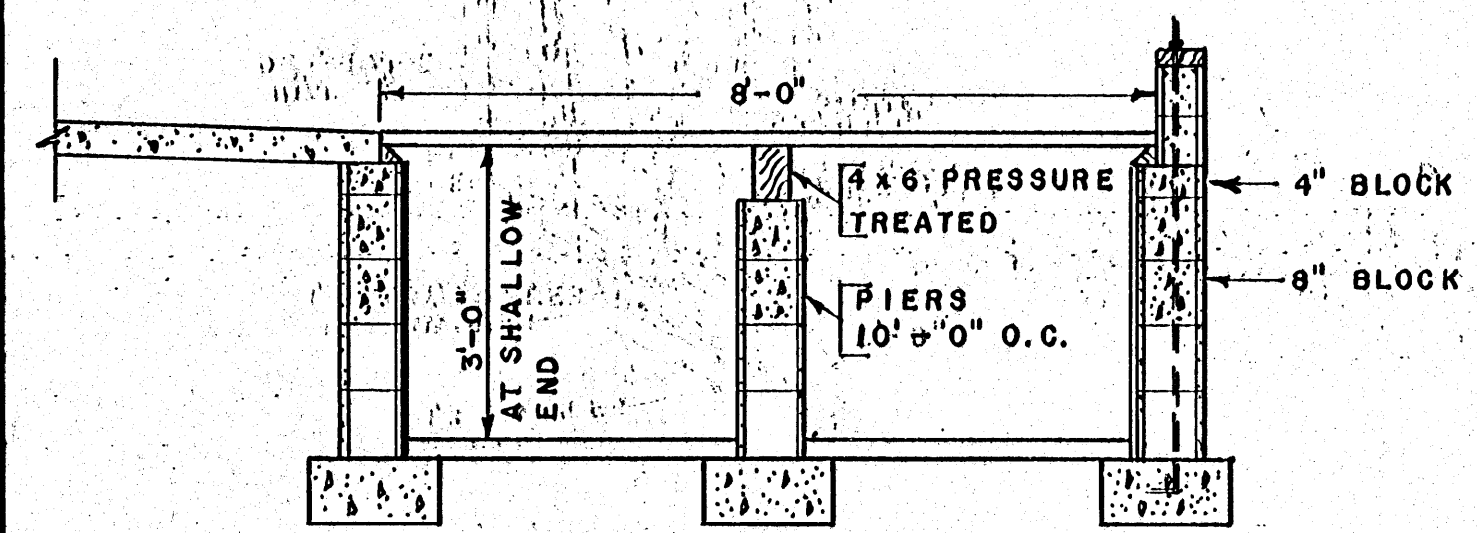 8'-0"
4 x 6, PRESSURE
TREATED
4" BLOCK
8" BLOCK
PIERS
10'-0" O.C.
3'-0"
AT SHALLOW
END